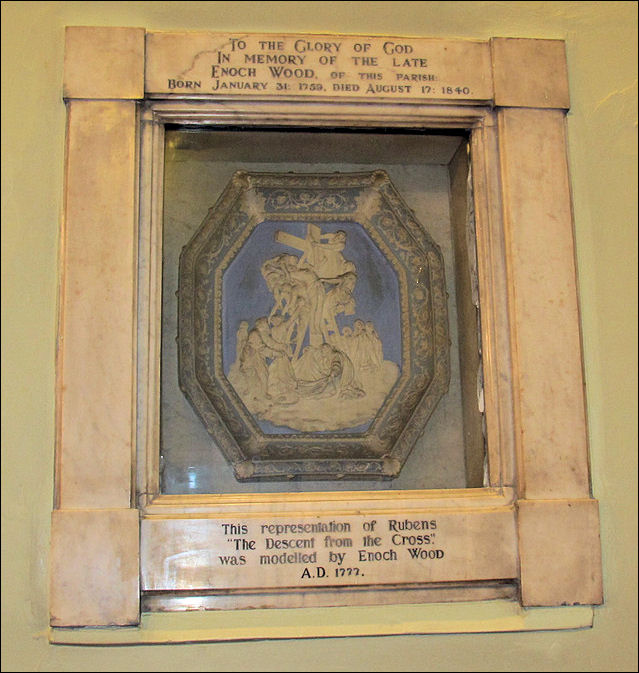 To the Glory of God
In memory of the late
Enoch Wood, of this parish:
Born January 31: 1759, died August 17: 1840.
This representation of Rubens
"The Descent from the Cross",
was modelled by Enoch Wood
A.D. 1777.